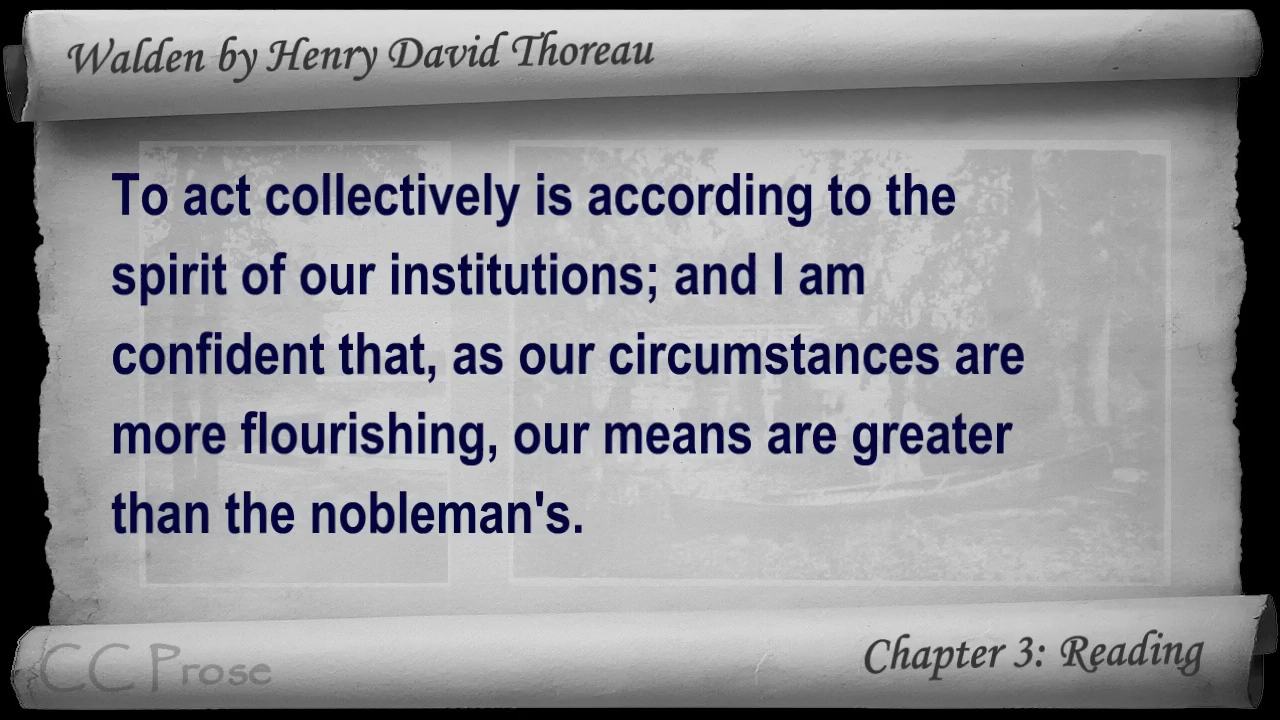 Walden by Henry David Thoreau
To act collectively is according to the
spirit of our institutions; and I am
confident that, as our circumstances are
more flourishing, our means are greater
than the nobleman's.
CC Prose
Chapter 3: Reading